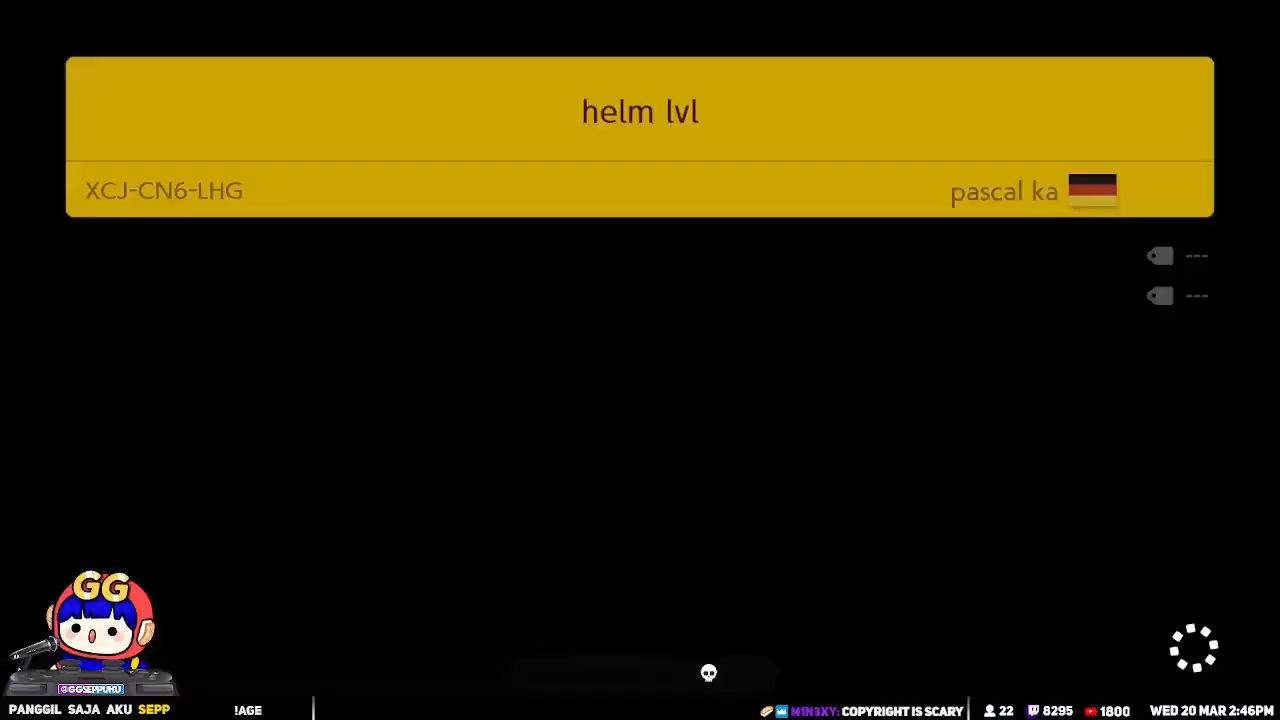 helm lvl
XCJ-CN6-LHG
pascal ka
---
---
GG
@GGSEPPUKU
PANGGIL SAJA AKU SEPP
!AGE
M1N3XY: COPYRIGHT IS SCARY
22
8295
1800
WED 20 MAR 2:46PM